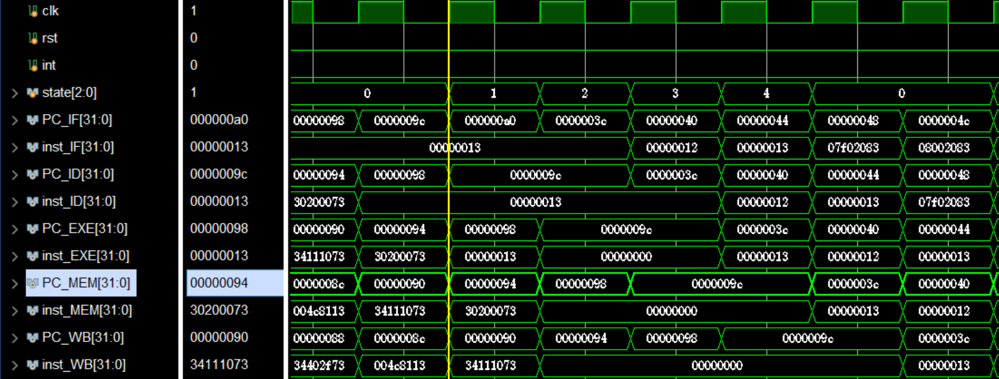 clk 1
rst 0
int 0
state[2:0] 1 0 1 2 3 4 0
PC_IF[31:0] 000000a0 00000098 0000009c 000000a0 0000003c 00000040 00000044 00000048 0000004c
inst_IF[31:0] 00000013 00000013 00000012 00000013 07f02083 08002083
PC_ID[31:0] 0000009c 00000094 00000098 0000009c 0000003c 00000040 00000044 00000048
inst_ID[31:0] 00000013 30200073 00000013 00000012 00000013 07f02083
PC_EXE[31:0] 00000098 00000090 00000094 00000098 0000009c 0000003c 00000040 00000044
inst_EXE[31:0] 00000013 34111073 30200073 00000013 00000000 00000013 00000012 00000013
PC_MEM[31:0] 00000094 0000008c 00000090 00000094 00000098 0000009c 0000003c 00000040
inst_MEM[31:0] 30200073 004c8113 34111073 30200073 00000000 00000013 00000012
PC_WB[31:0] 00000090 00000088 0000008c 00000090 00000094 00000098 0000009c 0000003c
inst_WB[31:0] 34111073 34402f73 004c8113 34111073 00000000 00000013